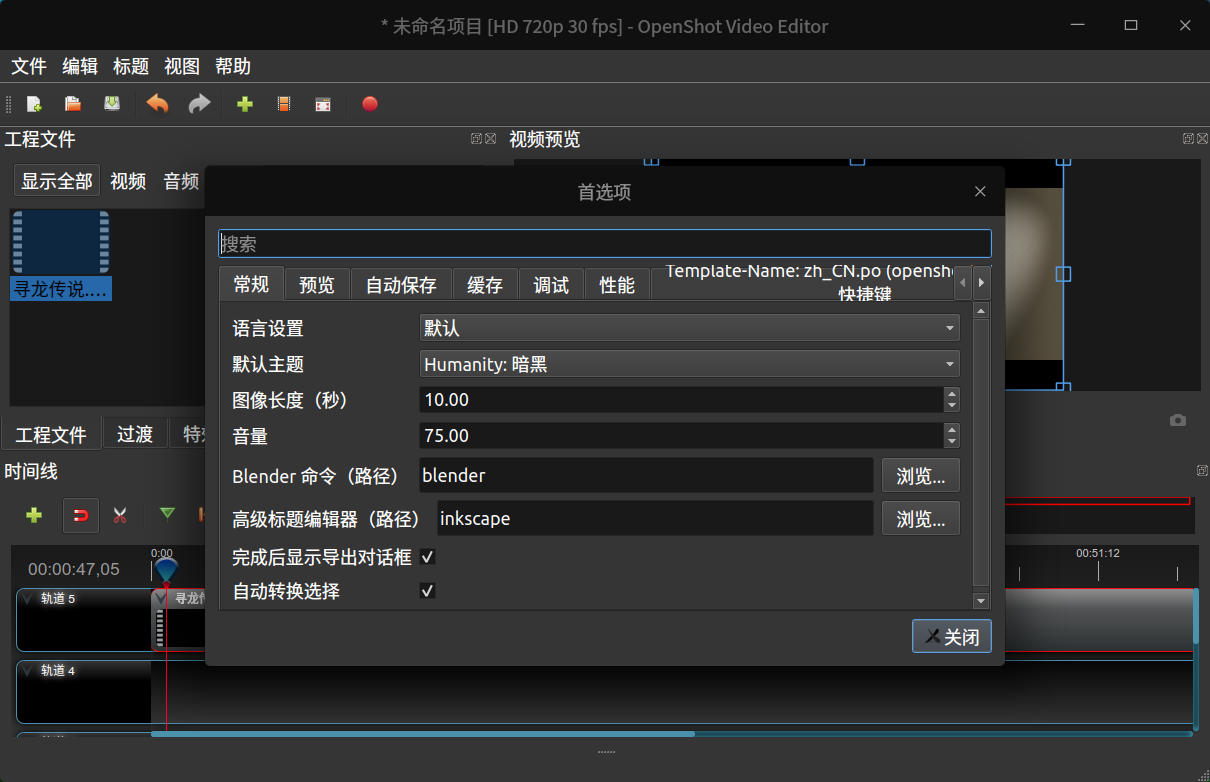 * 未命名项目 [HD 720p 30 fps] - OpenShot Video Editor
文件 编辑 标题 视图 帮助
工程文件
视频预览
显示全部 视频 音频
寻龙传说....
工程文件 过渡
时间线
00:00:47,05
0:00
00:51:12
轨道 5
轨道 4
首选项
搜索
常规 预览 自动保存 缓存 调试 性能
Template-Name: zh_CN.po (opensh
快捷键
语言设置 默认
默认主题 Humanity: 暗黑
图像长度（秒） 10.00
音量 75.00
Blender 命令（路径） blender 浏览...
高级标题编辑器（路径） inkscape 浏览...
完成后显示导出对话框
自动转换选择
关闭